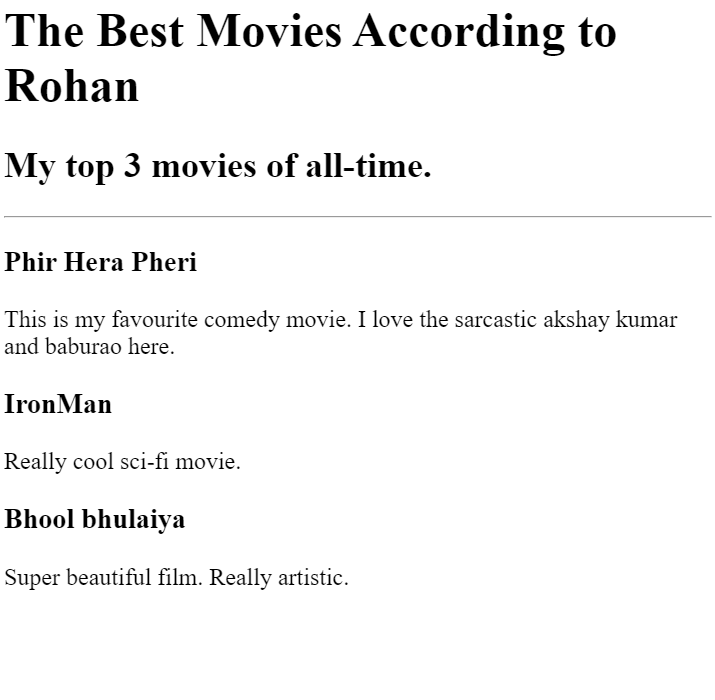 The Best Movies According to
Rohan
My top 3 movies of all-time.
Phir Hera Pheri
This is my favourite comedy movie. I love the sarcastic akshay kumar
and baburao here.
IronMan
Really cool sci-fi movie.
Bhool bhulaiya
Super beautiful film. Really artistic.